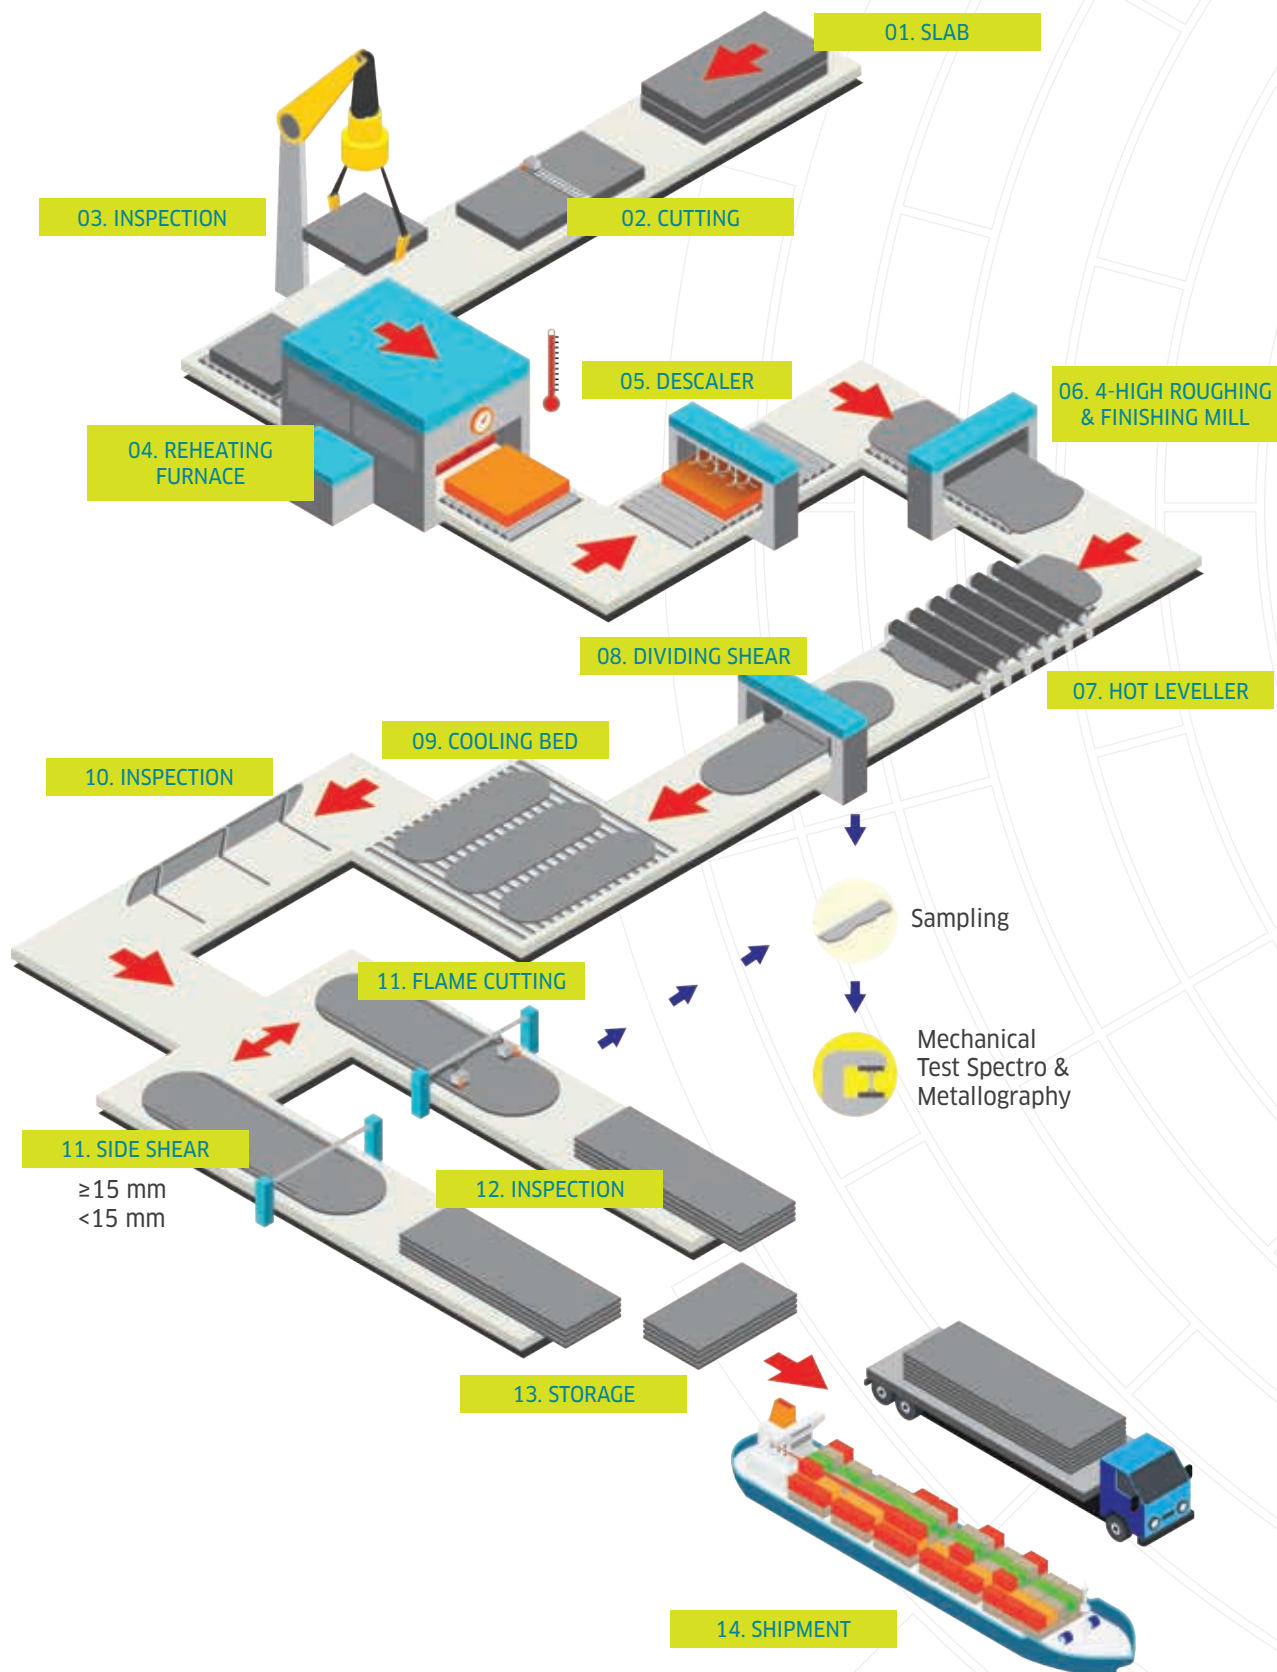 01. SLAB
02. CUTTING
03. INSPECTION
04. REHEATING
FURNACE
05. DESCALER
06. 4-HIGH ROUGHING
& FINISHING MILL
07. HOT LEVELLER
08. DIVIDING SHEAR
09. COOLING BED
10. INSPECTION
Sampling
Mechanical
Test Spectro &
Metallography
11. FLAME CUTTING
11. SIDE SHEAR
≥15 mm
<15 mm
12. INSPECTION
13. STORAGE
14. SHIPMENT